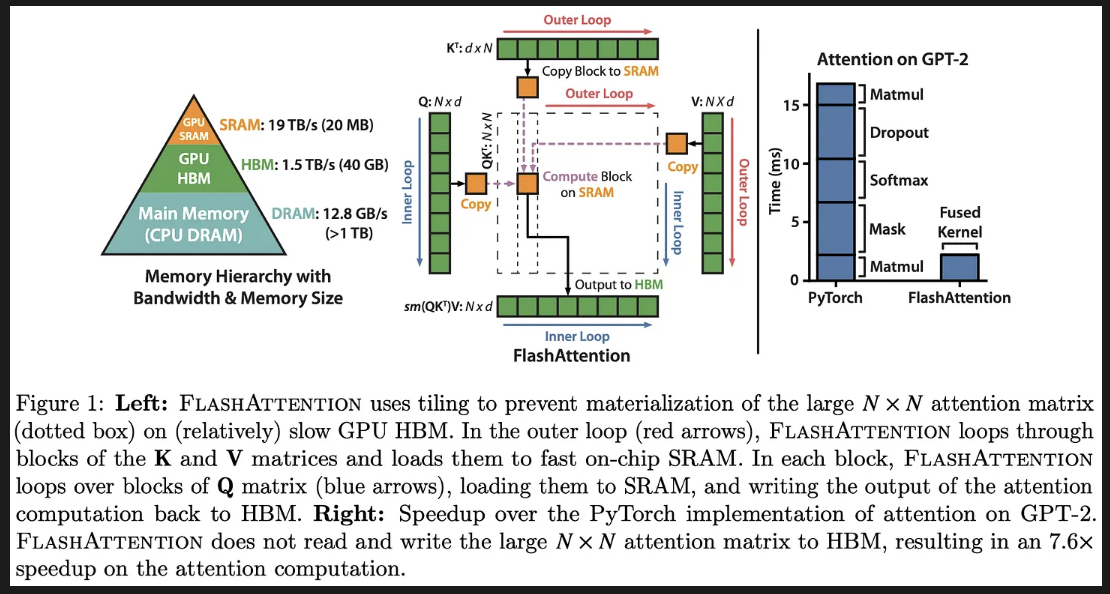 GPU
SRAM
GPU
HBM
Main Memory
(CPU DRAM)
SRAM: 19 TB/s (20 MB)
HBM: 1.5 TB/s (40 GB)
DRAM: 12.8 GB/s
(>1 TB)
Memory Hierarchy with
Bandwidth & Memory Size
Outer Loop
Kᵀ: d x N
Copy Block to SRAM
Outer Loop
Q: N x d
V: N X d
QKᵀ: N x N
Inner Loop
Copy
Compute Block
on SRAM
Copy
Inner Loop
Outer Loop
Output to HBM
sm(QKᵀ)V: N x d
Inner Loop
FlashAttention
Attention on GPT-2
Time (ms)
15
10
5
0
Matmul
Dropout
Softmax
Mask
Matmul
Fused
Kernel
PyTorch
FlashAttention
Figure 1: Left: FLASHATTENTION uses tiling to prevent materialization of the large N × N attention matrix
(dotted box) on (relatively) slow GPU HBM. In the outer loop (red arrows), FLASHATTENTION loops through
blocks of the K and V matrices and loads them to fast on-chip SRAM. In each block, FLASHATTENTION
loops over blocks of Q matrix (blue arrows), loading them to SRAM, and writing the output of the attention
computation back to HBM. Right: Speedup over the PyTorch implementation of attention on GPT-2.
FLASHATTENTION does not read and write the large N × N attention matrix to HBM, resulting in an 7.6×
speedup on the attention computation.